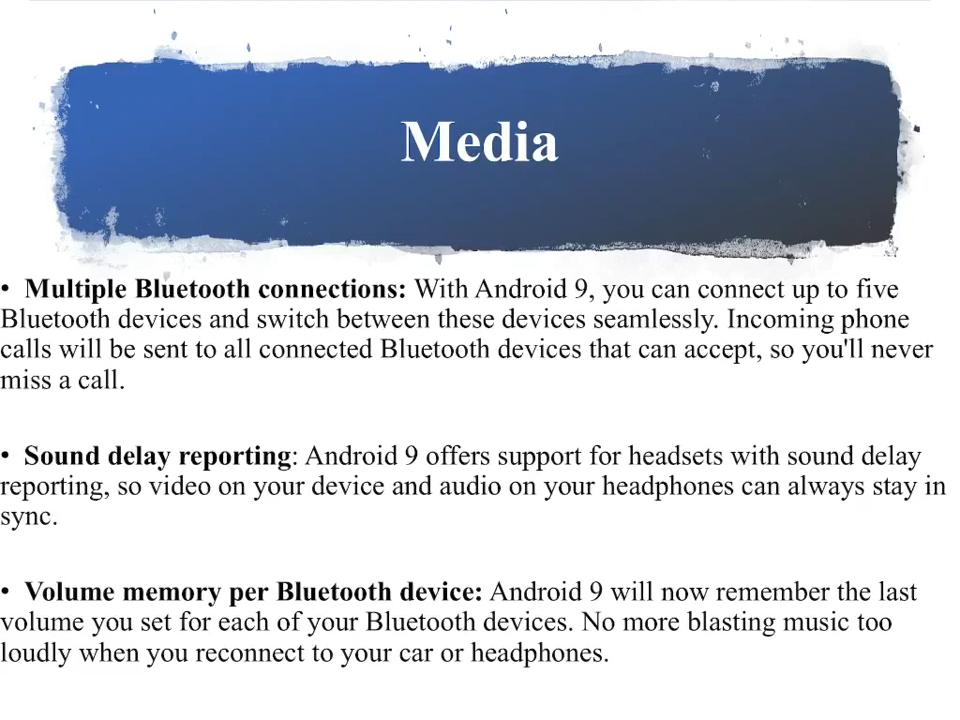 Media
• Multiple Bluetooth connections: With Android 9, you can connect up to five
Bluetooth devices and switch between these devices seamlessly. Incoming phone
calls will be sent to all connected Bluetooth devices that can accept, so you'll never
miss a call.
• Sound delay reporting: Android 9 offers support for headsets with sound delay
reporting, so video on your device and audio on your headphones can always stay in
sync.
• Volume memory per Bluetooth device: Android 9 will now remember the last
volume you set for each of your Bluetooth devices. No more blasting music too
loudly when you reconnect to your car or headphones.